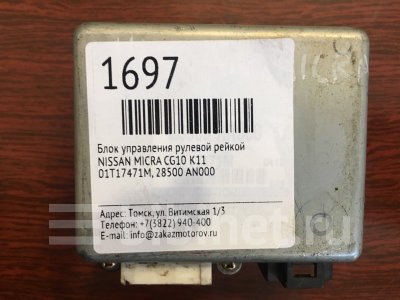 1697
Блок управления рулевой рейкой
NISSAN MICRA CG10 K11
01T17471M, 28500 AN000
Адрес: Томск, ул. Витимская 1/3
Телефон: +7(3822) 940-400
E-mail: info@zakazmotorov.ru